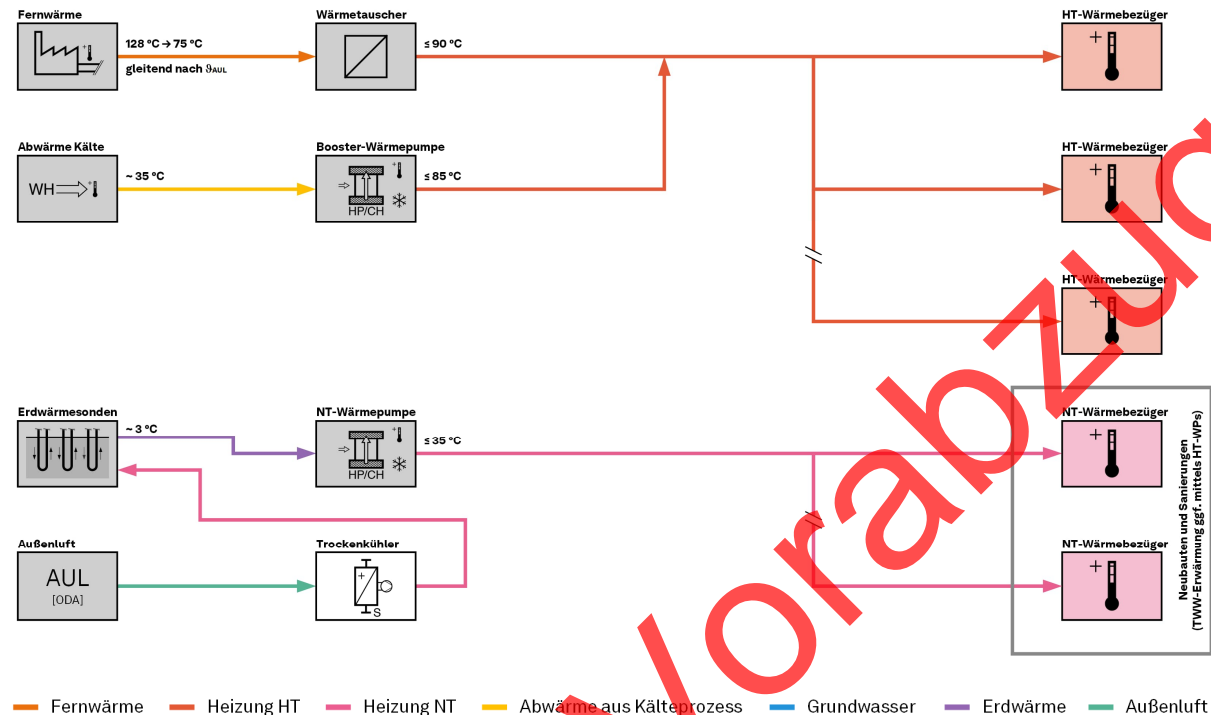 Fernwärme
Wärmetauscher
HT-Wärmebezüger
128 °C → 75 °C
gleitend nach ϑAUL
≤ 90 °C
+
+
Abwärme Kälte
Booster-Wärmepumpe
HT-Wärmebezüger
WH
+
~ 35 °C
+
HP/CH
≤ 85 °C
+
HT-Wärmebezüger
+
Erdwärmesonden
NT-Wärmepumpe
NT-Wärmebezüger
~ 3 °C
+
HP/CH
≤ 35 °C
+
Außenluft
Trockenkühler
NT-Wärmebezüger
AUL
[ODA]
+
S
+
Neubauten und Sanierungen
(TWW-Erwärmung ggf. mittels HT-WPs)
Vorabzug
Fernwärme
Heizung HT
Heizung NT
Abwärme aus Kälteprozess
Grundwasser
Erdwärme
Außenluft